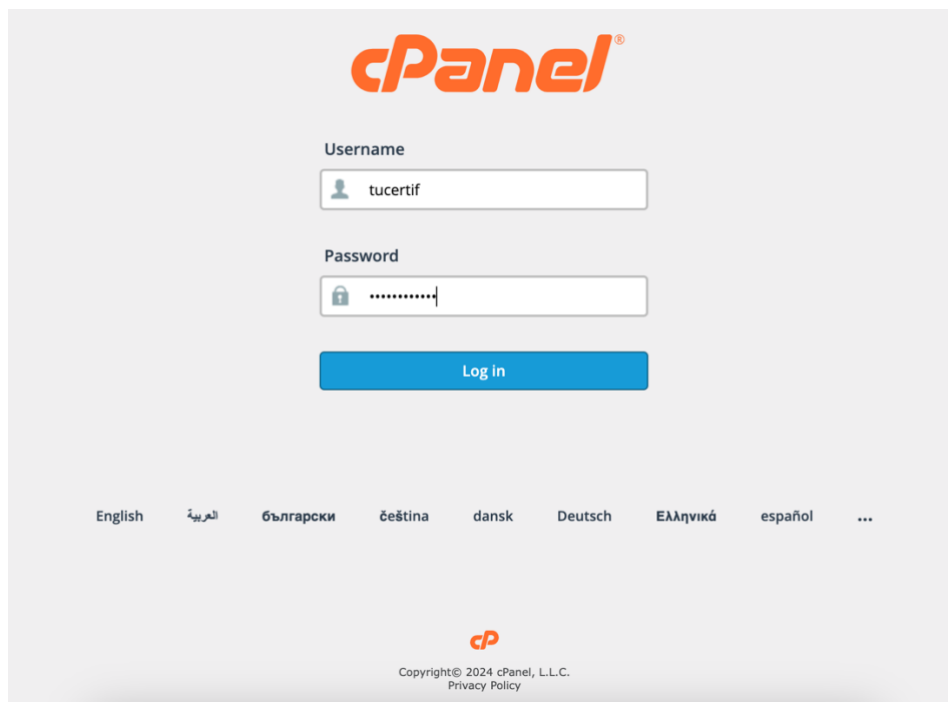 cPanel®
Username
tucertif
Password
••••••••••••
Log in
English العربية български čeština dansk Deutsch Ελληνικά español ...
cP
Copyright© 2024 cPanel, L.L.C.
Privacy Policy